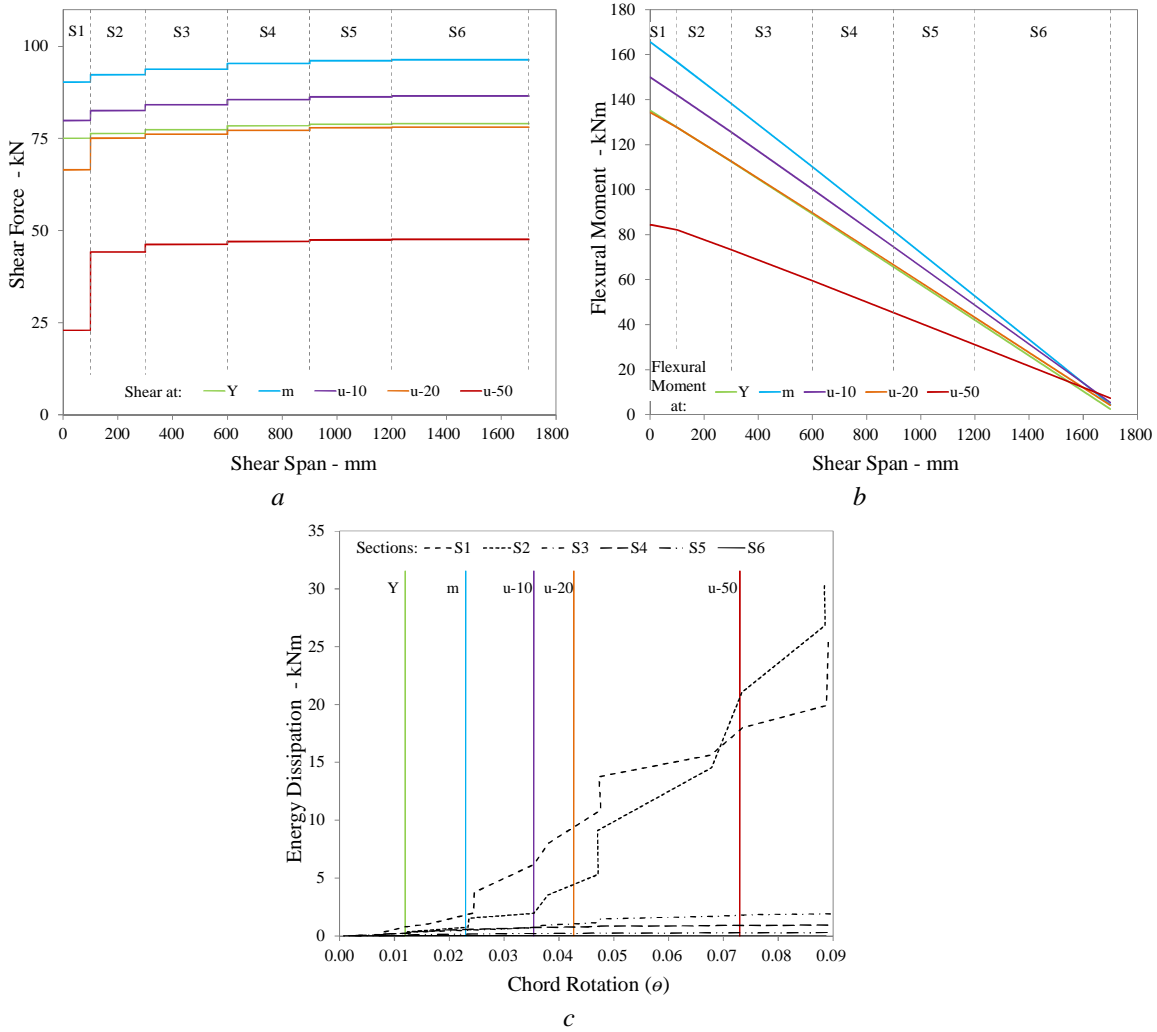 S1 S2 S3 S4 S5 S6
100
75
50
25
0
Shear Force - kN
Shear at: Y m u-10 u-20 u-50
0 200 400 600 800 1000 1200 1400 1600 1800
Shear Span - mm
a
S1 S2 S3 S4 S5 S6
180
160
140
120
100
80
60
40
20
0
Flexural Moment - kNm
Flexural
Moment
at:
Y m u-10 u-20 u-50
0 200 400 600 800 1000 1200 1400 1600 1800
Shear Span - mm
b
35
30
25
20
15
10
5
0
Energy Dissipation - kNm
Sections: S1 S2 S3 S4 S5 S6
Y m u-10 u-20 u-50
0.00 0.01 0.02 0.03 0.04 0.05 0.06 0.07 0.08 0.09
Chord Rotation (ɵ)
c